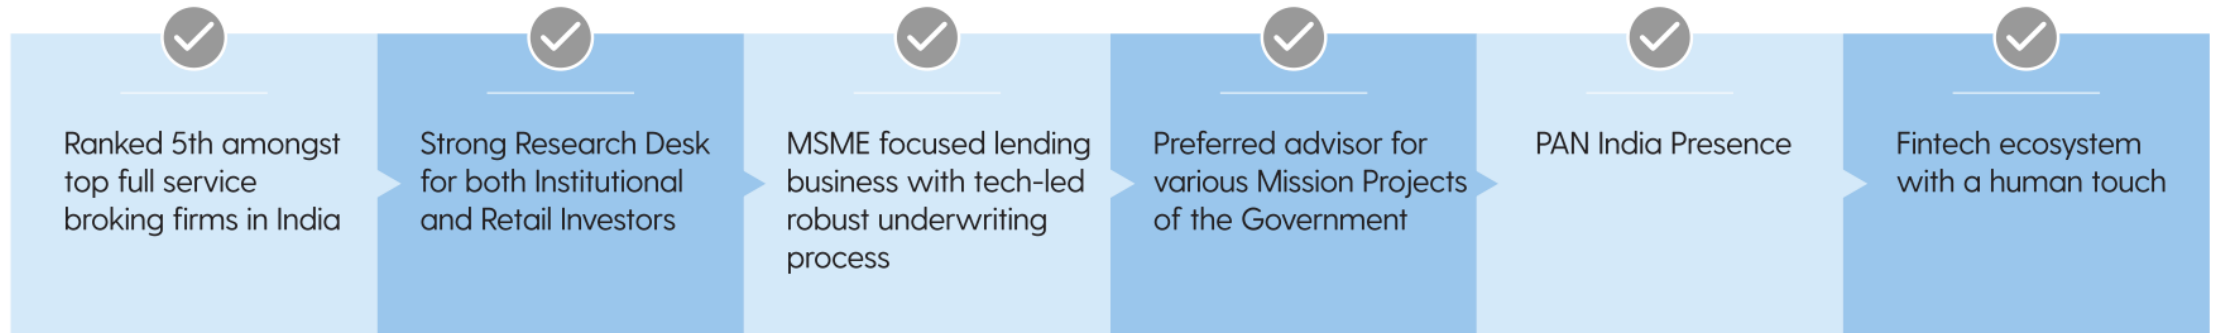 Ranked 5th amongst
top full service
broking firms in India
Strong Research Desk
for both Institutional
and Retail Investors
MSME focused lending
business with tech-led
robust underwriting
process
Preferred advisor for
various Mission Projects
of the Government
PAN India Presence
Fintech ecosystem
with a human touch